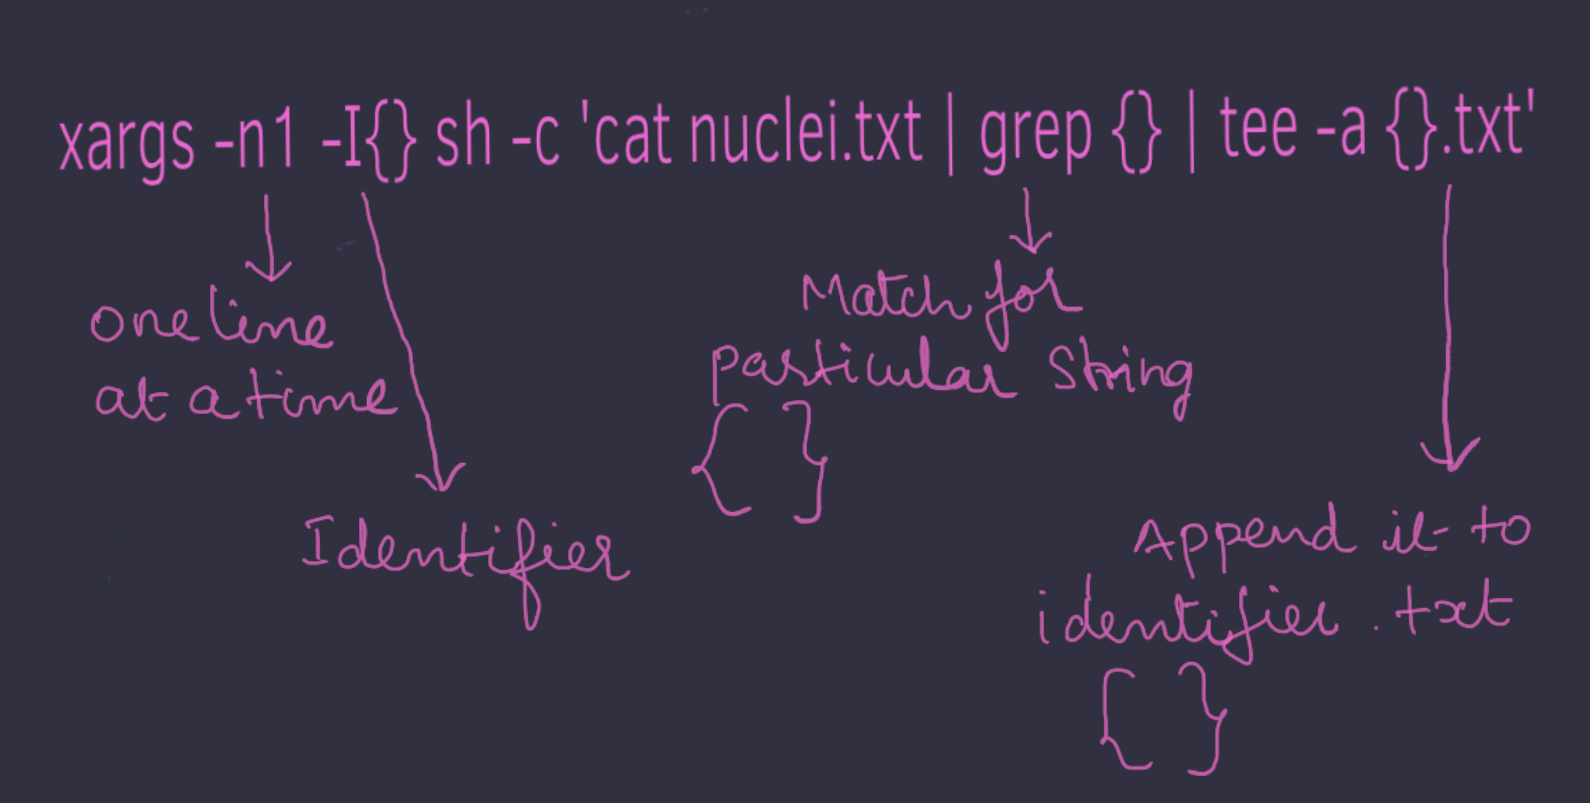 xargs -n1 -I{} sh -c 'cat nuclei.txt | grep {} | tee -a {}.txt'
one line
at a time
Identifier
Match for
particular String
{ }
Append it to
identifier.txt
{ }